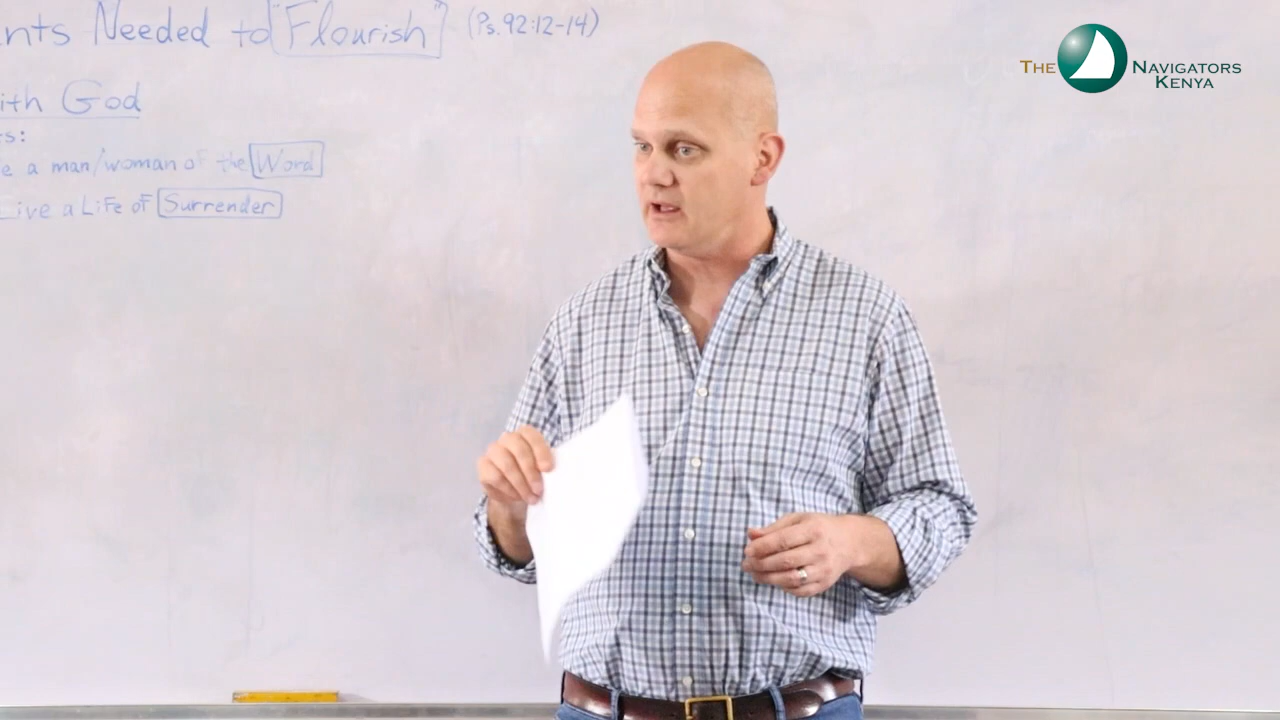 nts Needed to "Flourish" (Ps. 92:12-14)
ith God
s:
e a man/woman of the Word
Live a Life of Surrender
THE NAVIGATORS
KENYA